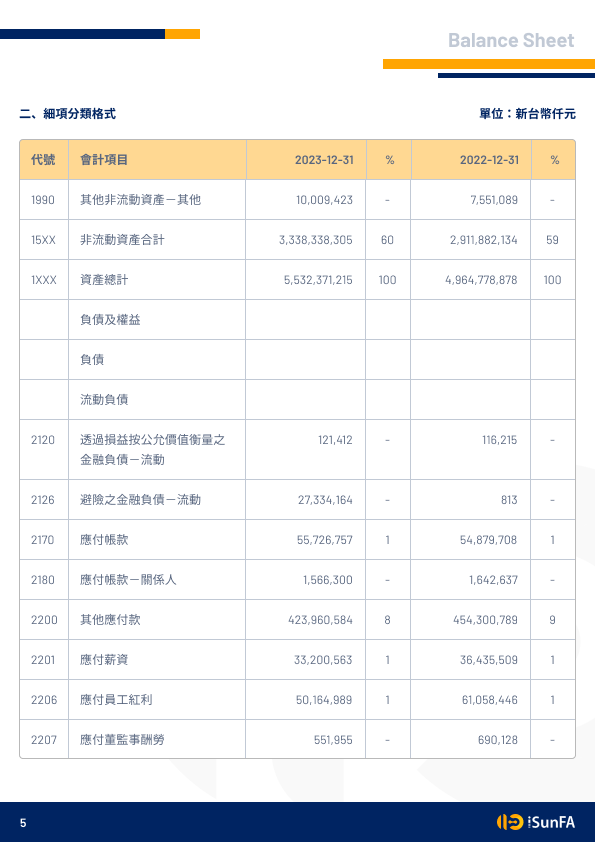 Balance Sheet
二、細項分類格式 單位：新台幣仟元
代號 會計項目 2023-12-31 % 2022-12-31 %
1990 其他非流動資產－其他 10,009,423 - 7,551,089 -
15XX 非流動資產合計 3,338,338,305 60 2,911,882,134 59
1XXX 資產總計 5,532,371,215 100 4,964,778,878 100
負債及權益
負債
流動負債
2120 透過損益按公允價值衡量之 121,412 - 116,215 -
金融負債－流動
2126 避險之金融負債－流動 27,334,164 - 813 -
2170 應付帳款 55,726,757 1 54,879,708 1
2180 應付帳款－關係人 1,566,300 - 1,642,637 -
2200 其他應付款 423,960,584 8 454,300,789 9
2201 應付薪資 33,200,563 1 36,435,509 1
2206 應付員工紅利 50,164,989 1 61,058,446 1
2207 應付董監事酬勞 551,955 - 690,128 -
5 iSunFA